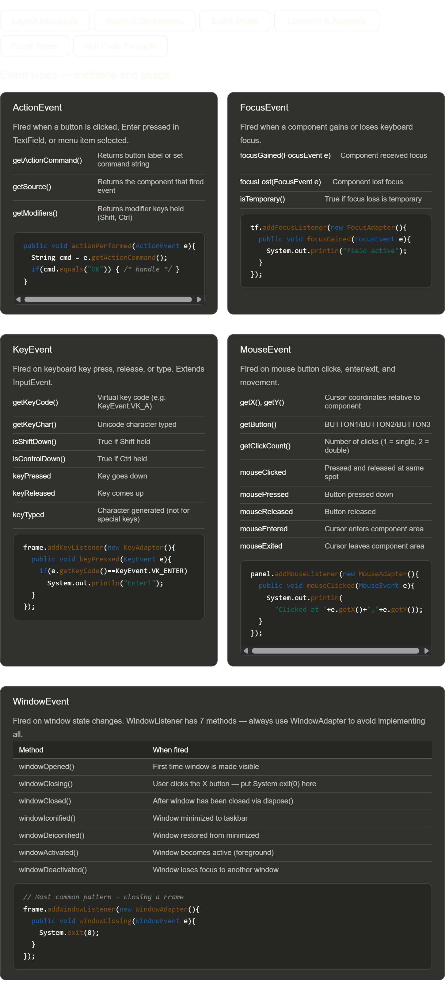 Layout Managers
Insets & Dimensions
Event Model
Listeners & Adapters
Event Types
Full Code Example
Event types — methods and usage
ActionEvent
Fired when a button is clicked, Enter pressed in
TextField, or menu item selected.
getActionCommand()
Returns button label or set
command string
getSource()
Returns the component that fired
event
getModifiers()
Returns modifier keys held
(Shift, Ctrl)
public void actionPerformed(ActionEvent e){
  String cmd = e.getActionCommand();
  if(cmd.equals("OK")) { /* handle */ }
}
FocusEvent
Fired when a component gains or loses keyboard
focus.
focusGained(FocusEvent e) Component received focus
focusLost(FocusEvent e) Component lost focus
isTemporary() True if focus loss is temporary
tf.addFocusListener(new FocusAdapter(){
  public void focusGained(FocusEvent e){
    System.out.println("Field active");
  }
});
KeyEvent
Fired on keyboard key press, release, or type. Extends
InputEvent.
getKeyCode()
Virtual key code (e.g.
KeyEvent.VK_A)
getKeyChar() Unicode character typed
isShiftDown() True if Shift held
isControlDown() True if Ctrl held
keyPressed Key goes down
keyReleased Key comes up
keyTyped
Character generated (not for
special keys)
frame.addKeyListener(new KeyAdapter(){
  public void keyPressed(KeyEvent e){
    if(e.getKeyCode()==KeyEvent.VK_ENTER)
      System.out.println("Enter!");
  }
});
MouseEvent
Fired on mouse button clicks, enter/exit, and
movement.
getX(), getY()
Cursor coordinates relative to
component
getButton() BUTTON1/BUTTON2/BUTTON3
getClickCount()
Number of clicks (1 = single, 2 =
double)
mouseClicked
Pressed and released at same
spot
mousePressed Button pressed down
mouseReleased Button released
mouseEntered Cursor enters component area
mouseExited Cursor leaves component area
panel.addMouseListener(new MouseAdapter(){
  public void mouseClicked(MouseEvent e){
    System.out.println(
      "Clicked at "+e.getX()+","+e.getY());
  }
});
WindowEvent
Fired on window state changes. WindowListener has 7 methods — always use WindowAdapter to avoid implementing
all.
Method When fired
windowOpened() First time window is made visible
windowClosing() User clicks the X button — put System.exit(0) here
windowClosed() After window has been closed via dispose()
windowIconified() Window minimized to taskbar
windowDeiconified() Window restored from minimized
windowActivated() Window becomes active (foreground)
windowDeactivated() Window loses focus to another window
// Most common pattern — closing a Frame
frame.addWindowListener(new WindowAdapter(){
  public void windowClosing(WindowEvent e){
    System.exit(0);
  }
});